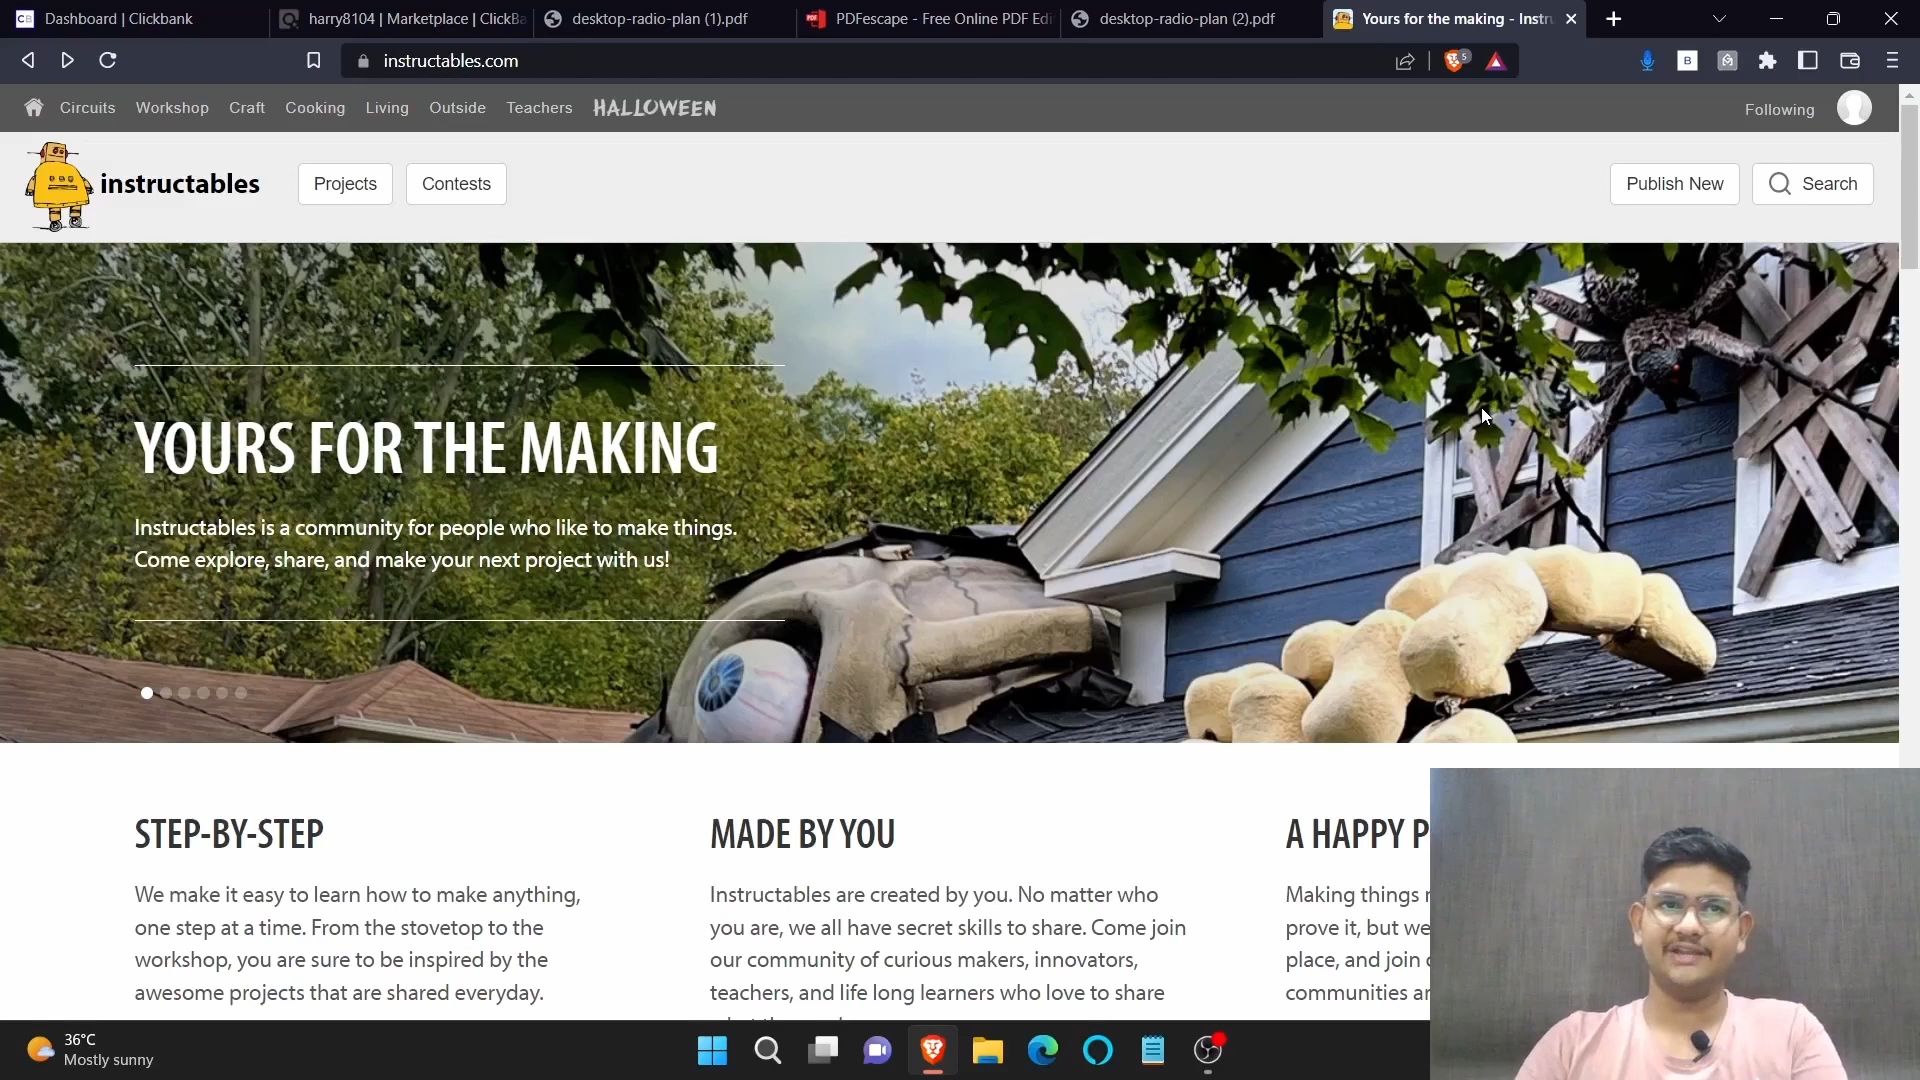 Dashboard | Clickbank
harry8104 | Marketplace | ClickBa
desktop-radio-plan (1).pdf
PDFescape - Free Online PDF Edi
desktop-radio-plan (2).pdf
Yours for the making - Instr
instructables.com
5
B
Circuits
Workshop
Craft
Cooking
Living
Outside
Teachers
HALLOWEEN
Following
instructables
Projects
Contests
Publish New
Search
YOURS FOR THE MAKING
Instructables is a community for people who like to make things.
Come explore, share, and make your next project with us!
STEP-BY-STEP
We make it easy to learn how to make anything,
one step at a time. From the stovetop to the
workshop, you are sure to be inspired by the
awesome projects that are shared everyday.
MADE BY YOU
Instructables are created by you. No matter who
you are, we all have secret skills to share. Come join
our community of curious makers, innovators,
teachers, and life long learners who love to share
A HAPPY P
Making things
prove it, but we
place, and join
communities
36°C
Mostly sunny